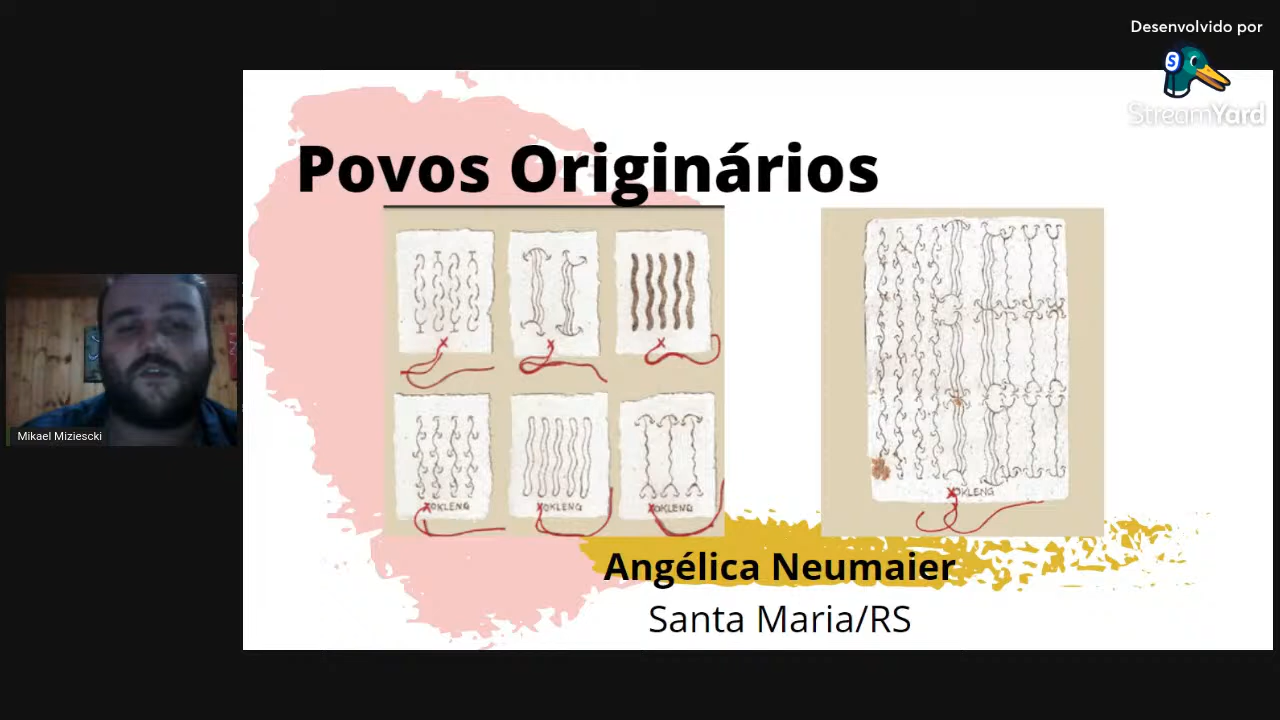 Desenvolvido por
StreamYard
Povos Originários
XOKLENG
XOKLENG
XOKLENG
XOKLENG
Angélica Neumaier
Santa Maria/RS
Mikael Miziescki